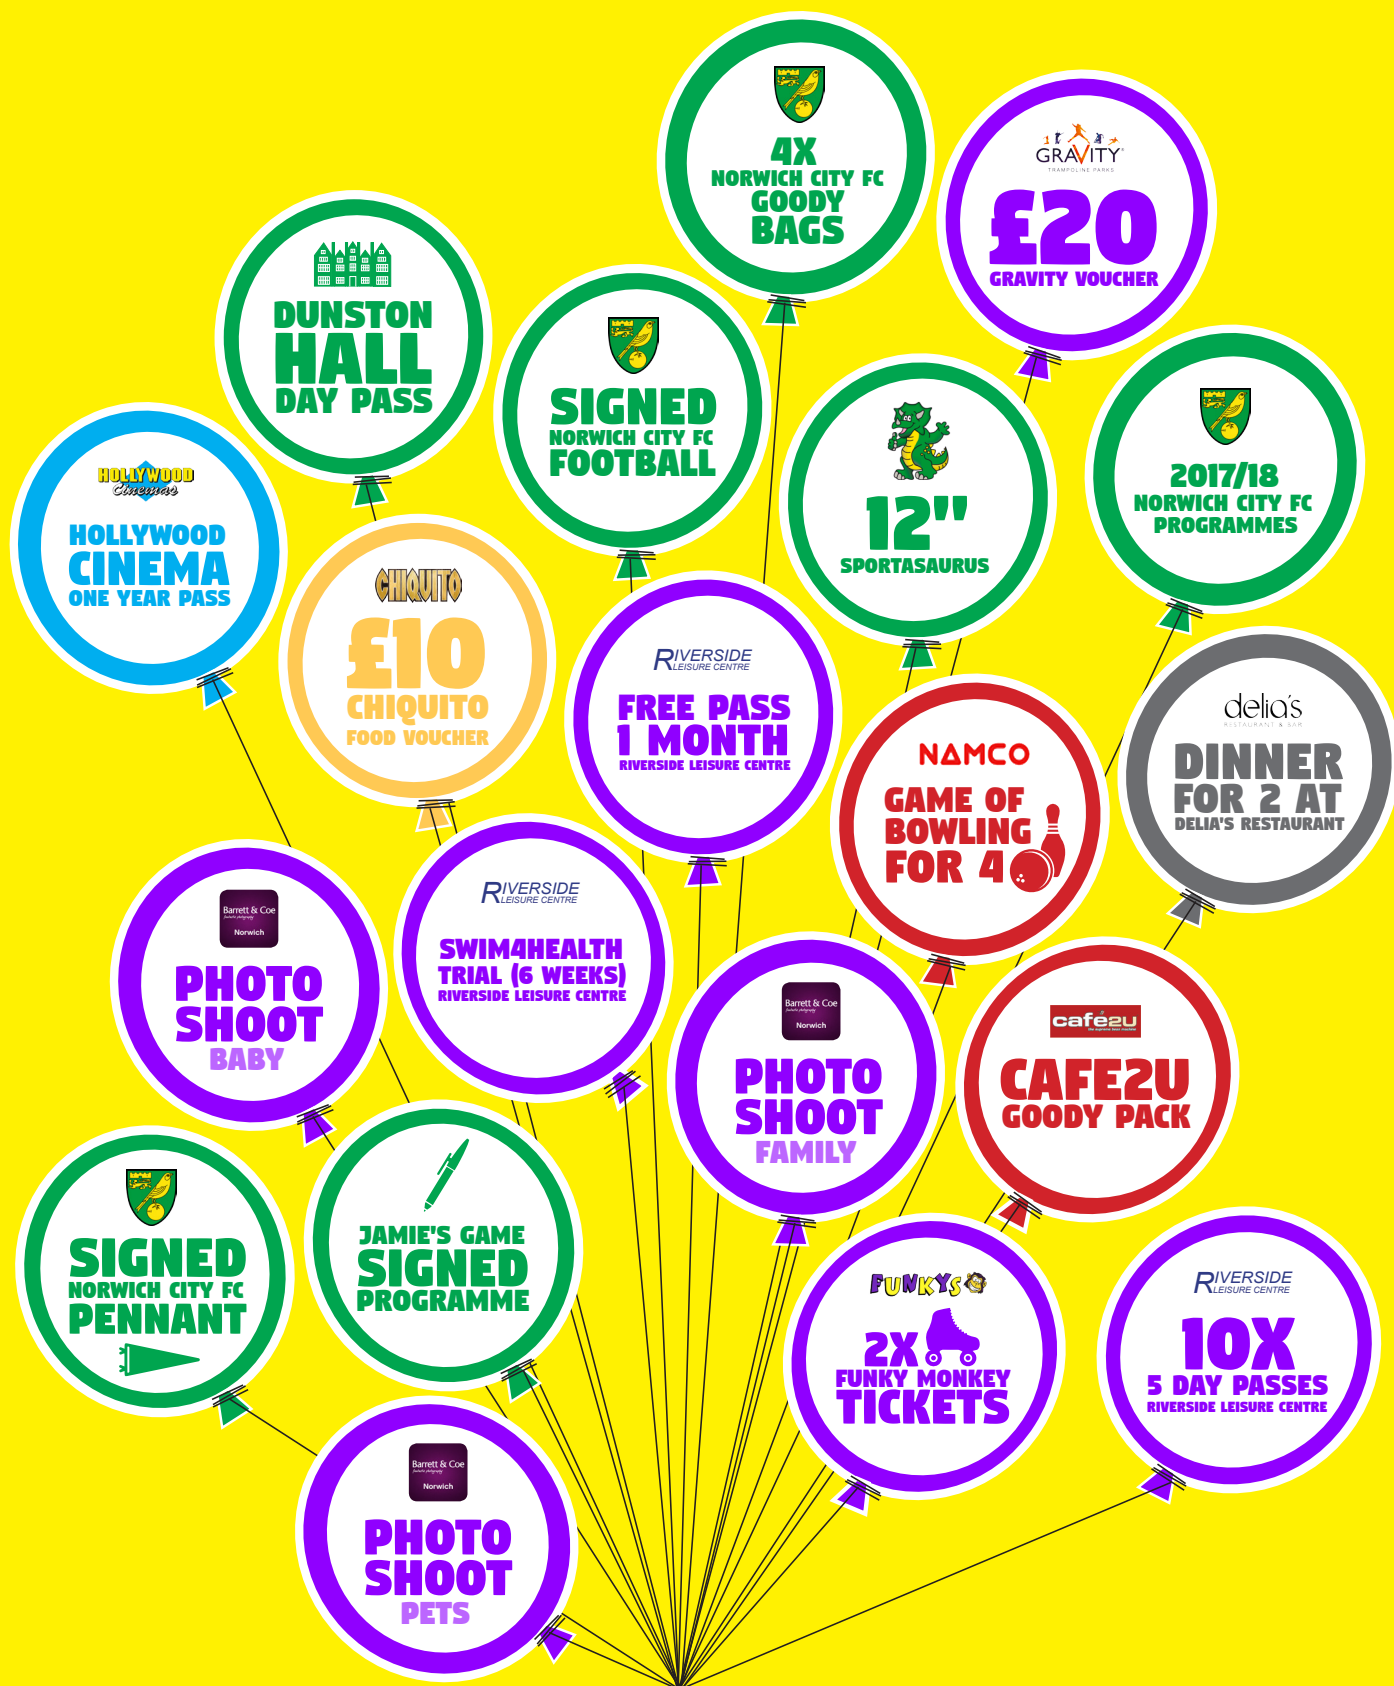 4X
NORWICH CITY FC
GOODY
BAGS
GRAVITY
TRAMPOLINE PARKS
£20
GRAVITY VOUCHER
DUNSTON
HALL
DAY PASS
SIGNED
NORWICH CITY FC
FOOTBALL
12"
SPORTASAURUS
2017/18
NORWICH CITY FC
PROGRAMMES
HOLLYWOOD
Cinemas
HOLLYWOOD
CINEMA
ONE YEAR PASS
CHIQUITO
£10
CHIQUITO
FOOD VOUCHER
RIVERSIDE
LEISURE CENTRE
FREE PASS
1 MONTH
RIVERSIDE LEISURE CENTRE
NAMCO
GAME OF
BOWLING
FOR 4
delia's
RESTAURANT & BAR
DINNER
FOR 2 AT
DELIA'S RESTAURANT
Barrett & Coe
Norwich
PHOTO
SHOOT
BABY
RIVERSIDE
LEISURE CENTRE
SWIM4HEALTH
TRIAL (6 WEEKS)
RIVERSIDE LEISURE CENTRE
Barrett & Coe
Norwich
PHOTO
SHOOT
FAMILY
café2U
CAFE2U
GOODY PACK
SIGNED
NORWICH CITY FC
PENNANT
JAMIE'S GAME
SIGNED
PROGRAMME
FUNKYS
2X
FUNKY MONKEY
TICKETS
RIVERSIDE
LEISURE CENTRE
10X
5 DAY PASSES
RIVERSIDE LEISURE CENTRE
Barrett & Coe
Norwich
PHOTO
SHOOT
PETS